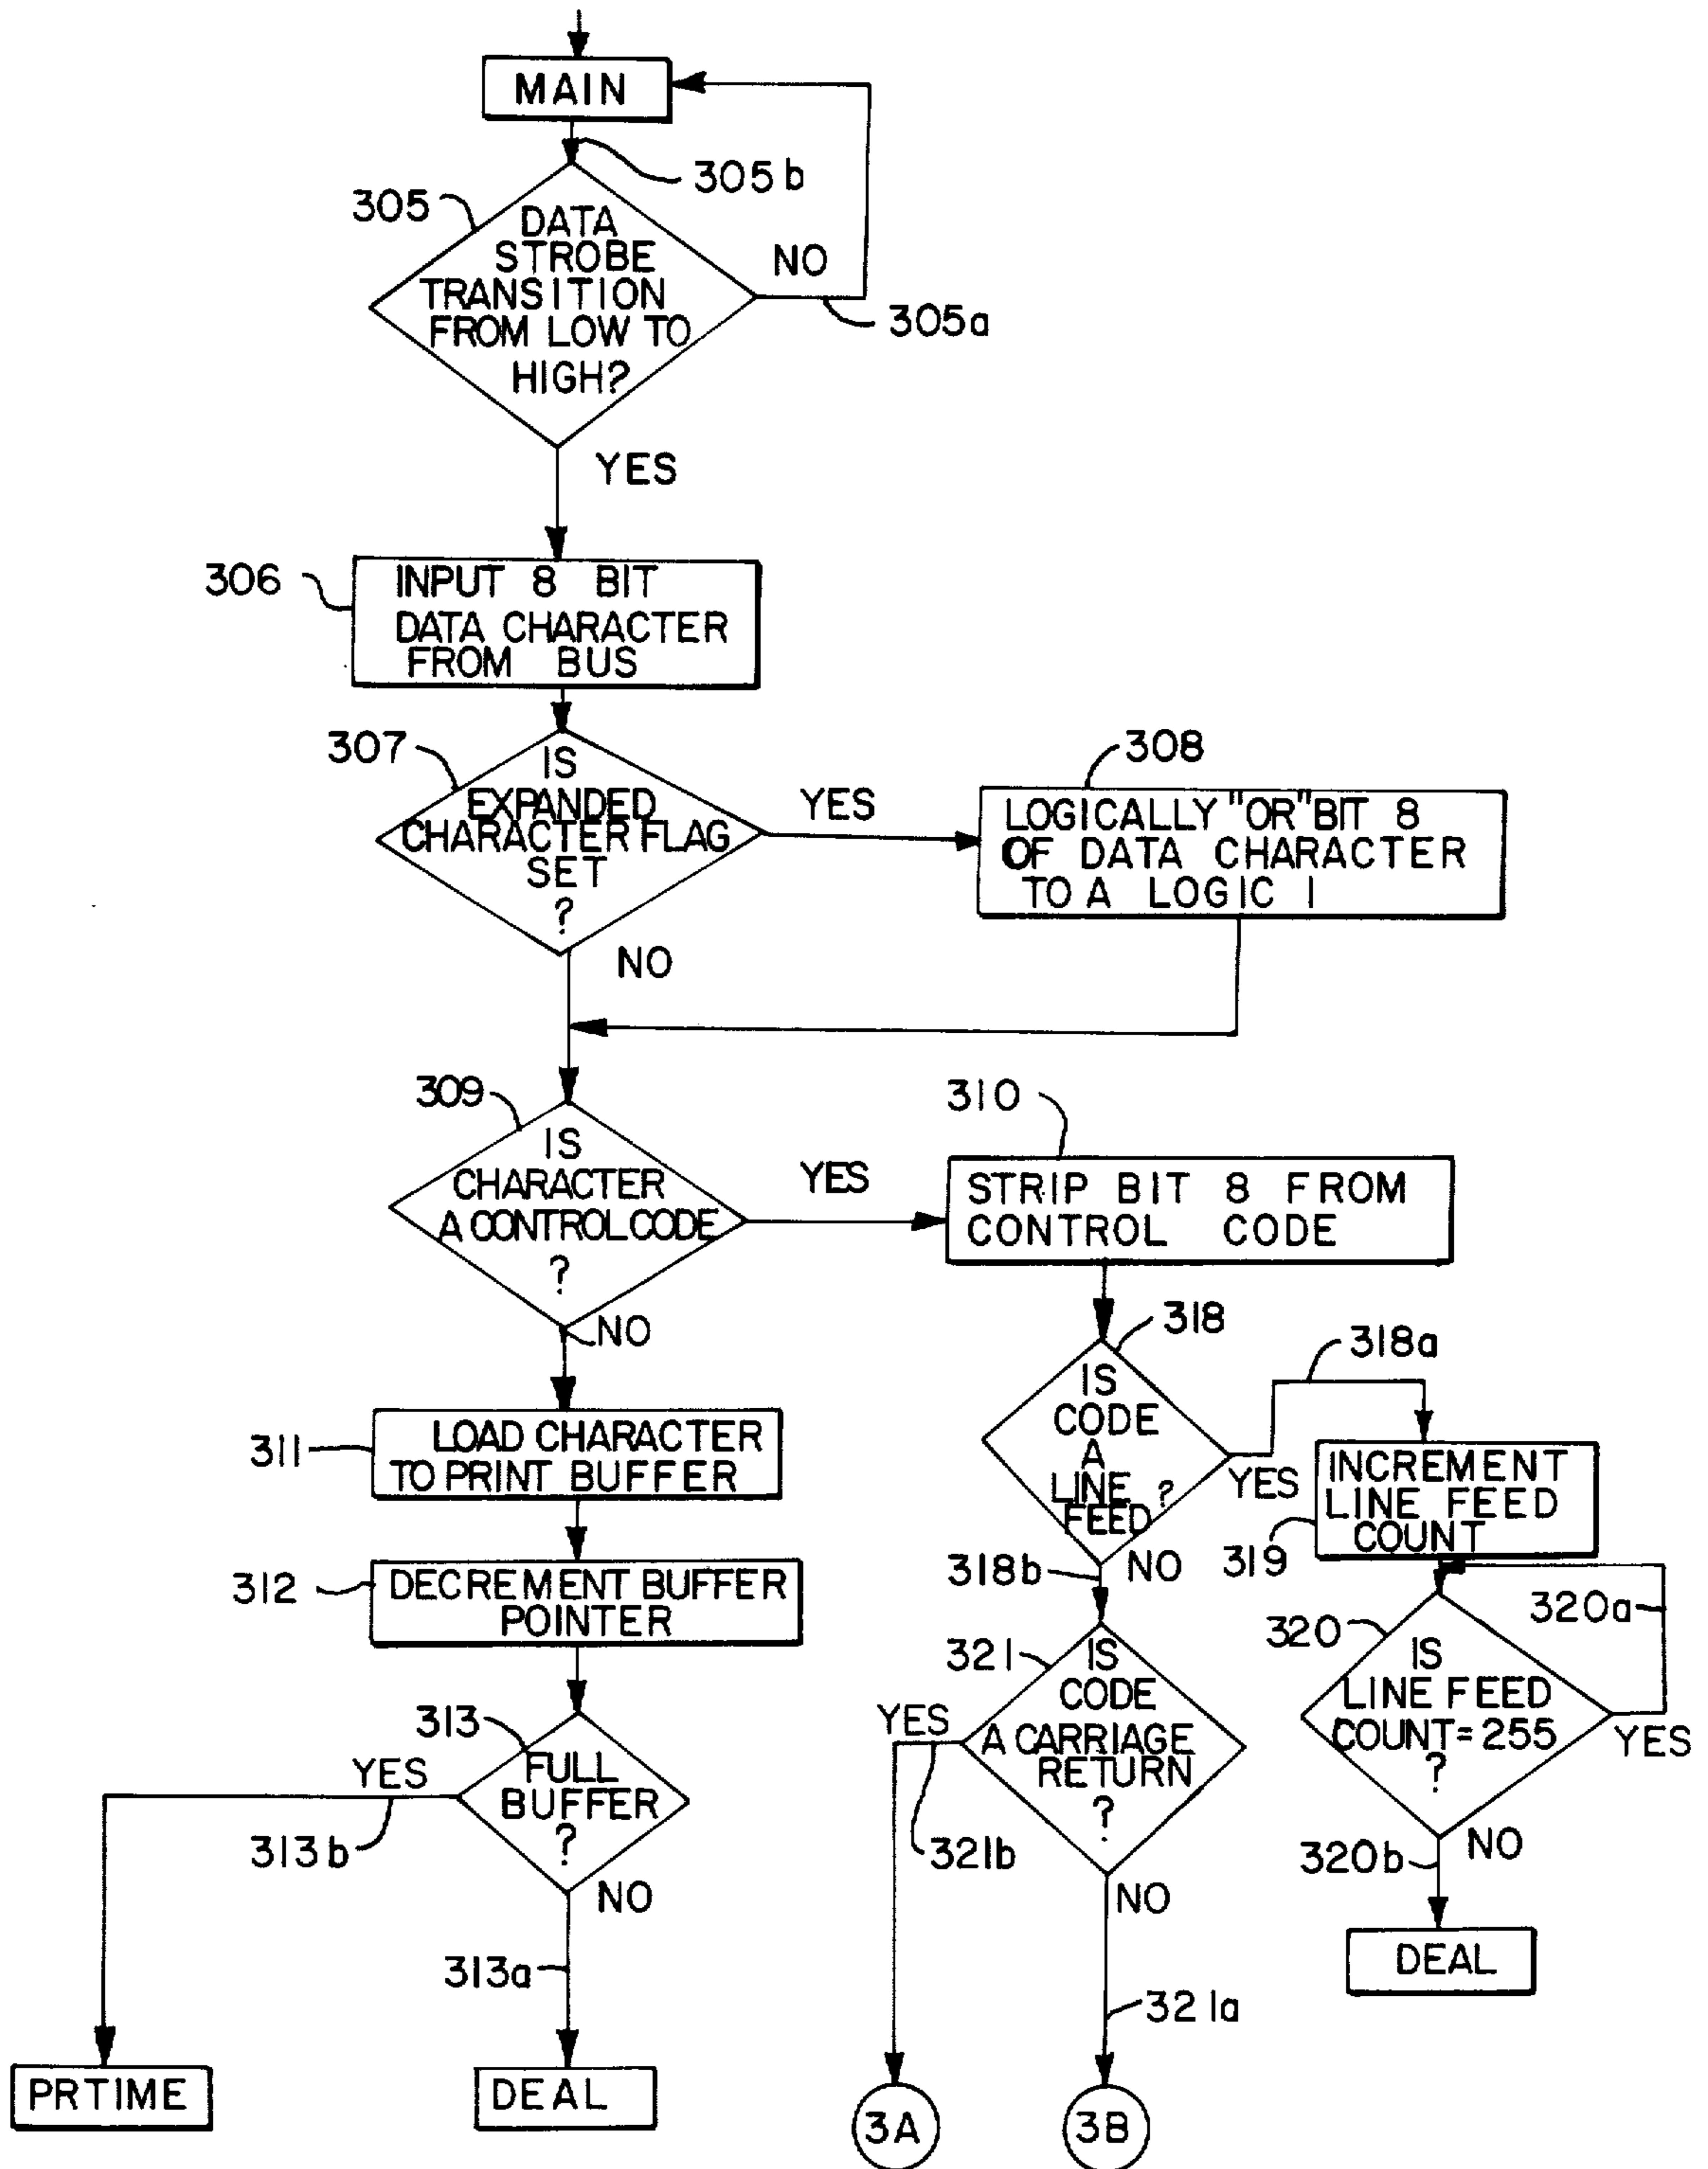 MAIN
305b
305
DATA
STROBE
TRANSITION
FROM LOW TO
HIGH?
NO
305a
YES
306
INPUT 8 BIT
DATA CHARACTER
FROM BUS
307
IS
EXPANDED
CHARACTER FLAG
SET
?
YES
308
LOGICALLY "OR" BIT 8
OF DATA CHARACTER
TO A LOGIC 1
NO
309
IS
CHARACTER
A CONTROL CODE
?
YES
310
STRIP BIT 8 FROM
CONTROL CODE
NO
311
LOAD CHARACTER
TO PRINT BUFFER
318
IS
CODE
A
LINE
FEED ?
318a
YES
INCREMENT
LINE FEED
COUNT
319
318b
NO
312
DECREMENT BUFFER
POINTER
320a
320
IS
LINE FEED
COUNT=255
?
YES
321
IS
CODE
A CARRIAGE
RETURN
?
YES
321b
313
FULL
BUFFER
?
YES
313b
NO
313a
320b
NO
DEAL
NO
321a
PRTIME
DEAL
3A
3B